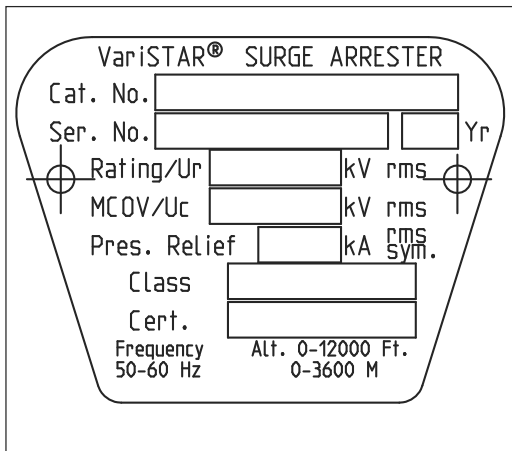 VariSTAR® SURGE ARRESTER
Cat. No.
Ser. No. Yr
Rating/Ur kV rms
MCOV/Uc kV rms
Pres. Relief kA rms sym.
Class
Cert.
Frequency Alt. 0-12000 Ft.
50-60 Hz 0-3600 M